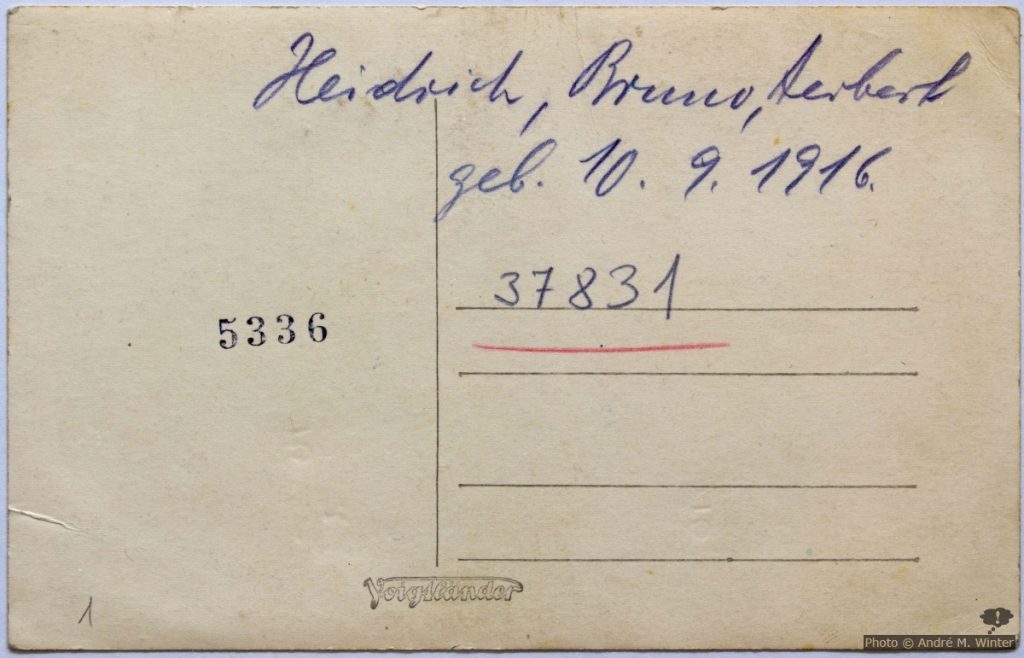 Heidrich, Bruno, Herbert
geb. 10. 9. 1916.
37831
5336
Voigtländer
1
Photo © André M. Winter